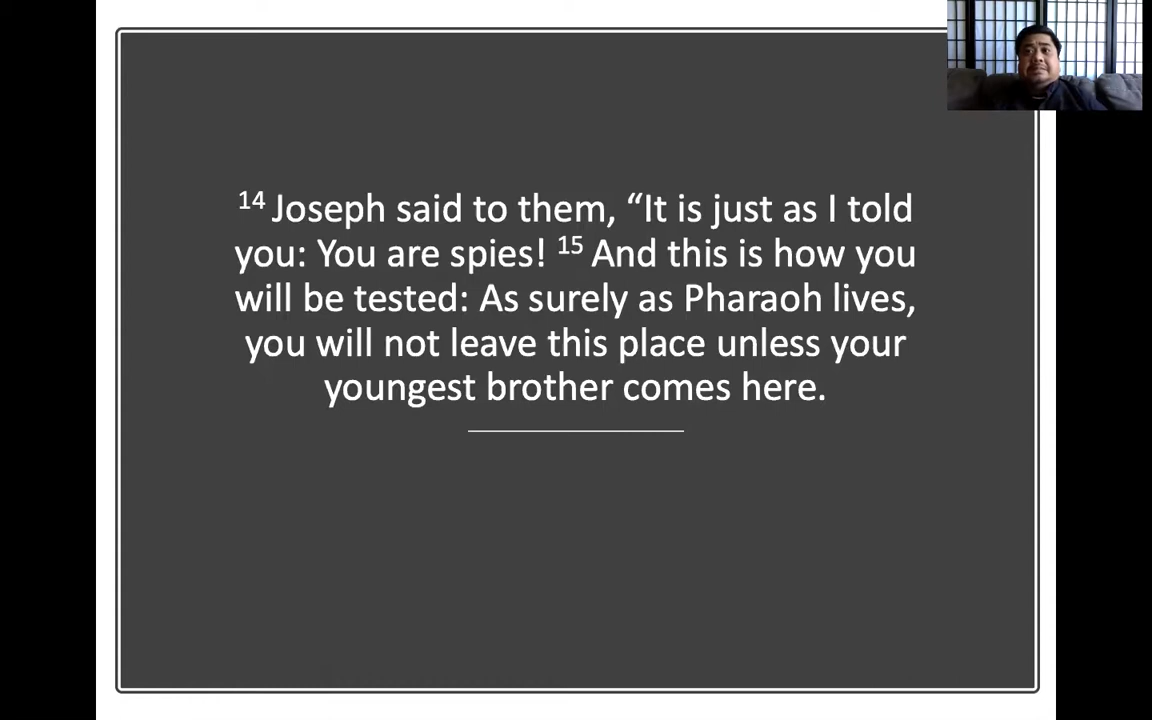 14 Joseph said to them, “It is just as I told
you: You are spies! 15 And this is how you
will be tested: As surely as Pharaoh lives,
you will not leave this place unless your
youngest brother comes here.